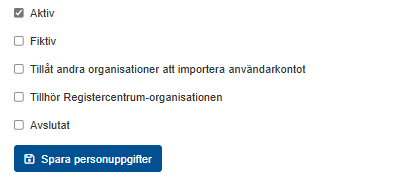 Aktiv
Fiktiv
Tillåt andra organisationer att importera användarkontot
Tillhör Registercentrum-organisationen
Avslutat
Spara personuppgifter